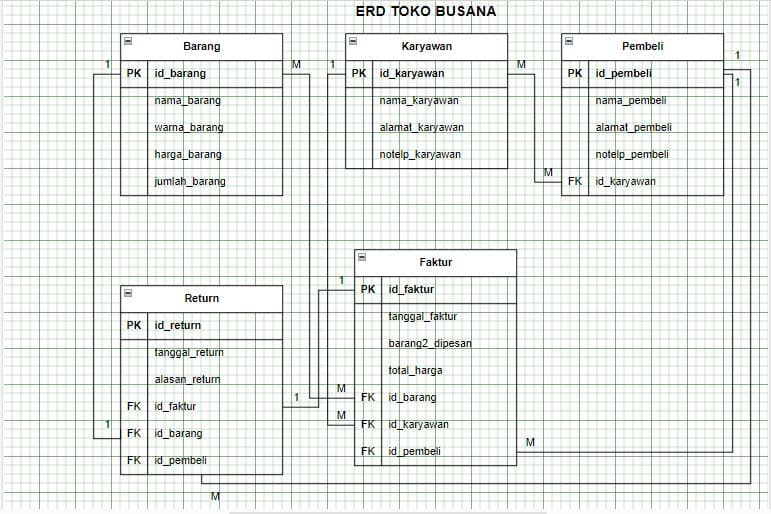 ERD TOKO BUSANA
Barang
PK id_barang
nama_barang
warna_barang
harga_barang
jumlah_barang
Karyawan
PK id_karyawan
nama_karyawan
alamat_karyawan
notelp_karyawan
Pembeli
PK id_pembeli
nama_pembeli
alamat_pembeli
notelp_pembeli
FK id_karyawan
1
M
1
M
M
1
1
Return
PK id_return
tanggal_return
alasan_return
FK id_faktur
FK id_barang
FK id_pembeli
Faktur
PK id_faktur
tanggal_faktur
barang2_dipesan
total_harga
FK id_barang
FK id_karyawan
FK id_pembeli
1
1
1
M
M
M
M